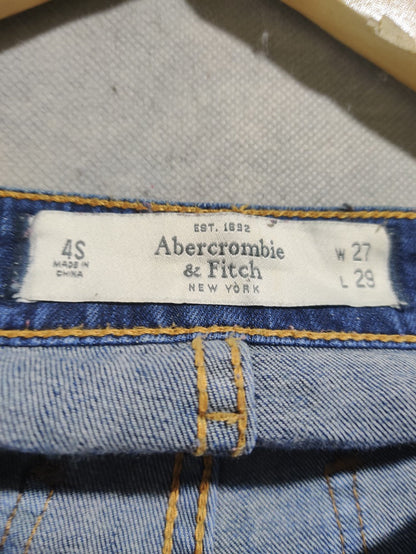 EST. 1892
4S
MADE IN
CHINA
Abercrombie
& Fitch
NEW YORK
W 27
L 29